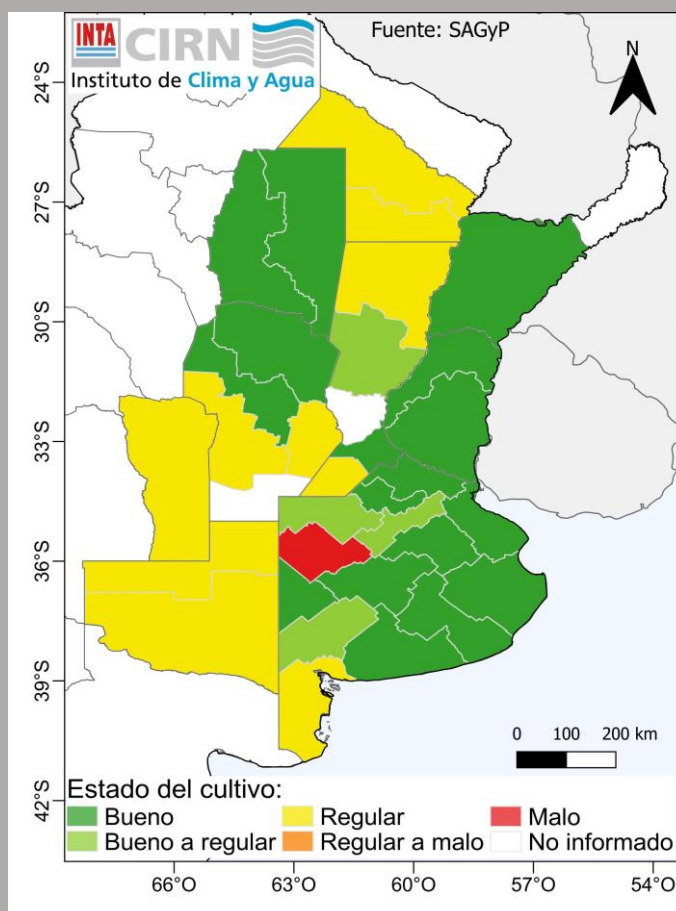 INTA CIRN
Instituto de Clima y Agua
Fuente: SAGyP
N
24°S
27°S
30°S
33°S
36°S
39°S
42°S
0 100 200 km
Estado del cultivo:
Bueno Regular Malo
Bueno a regular Regular a malo No informado
66°O 63°O 60°O 57°O 54°O